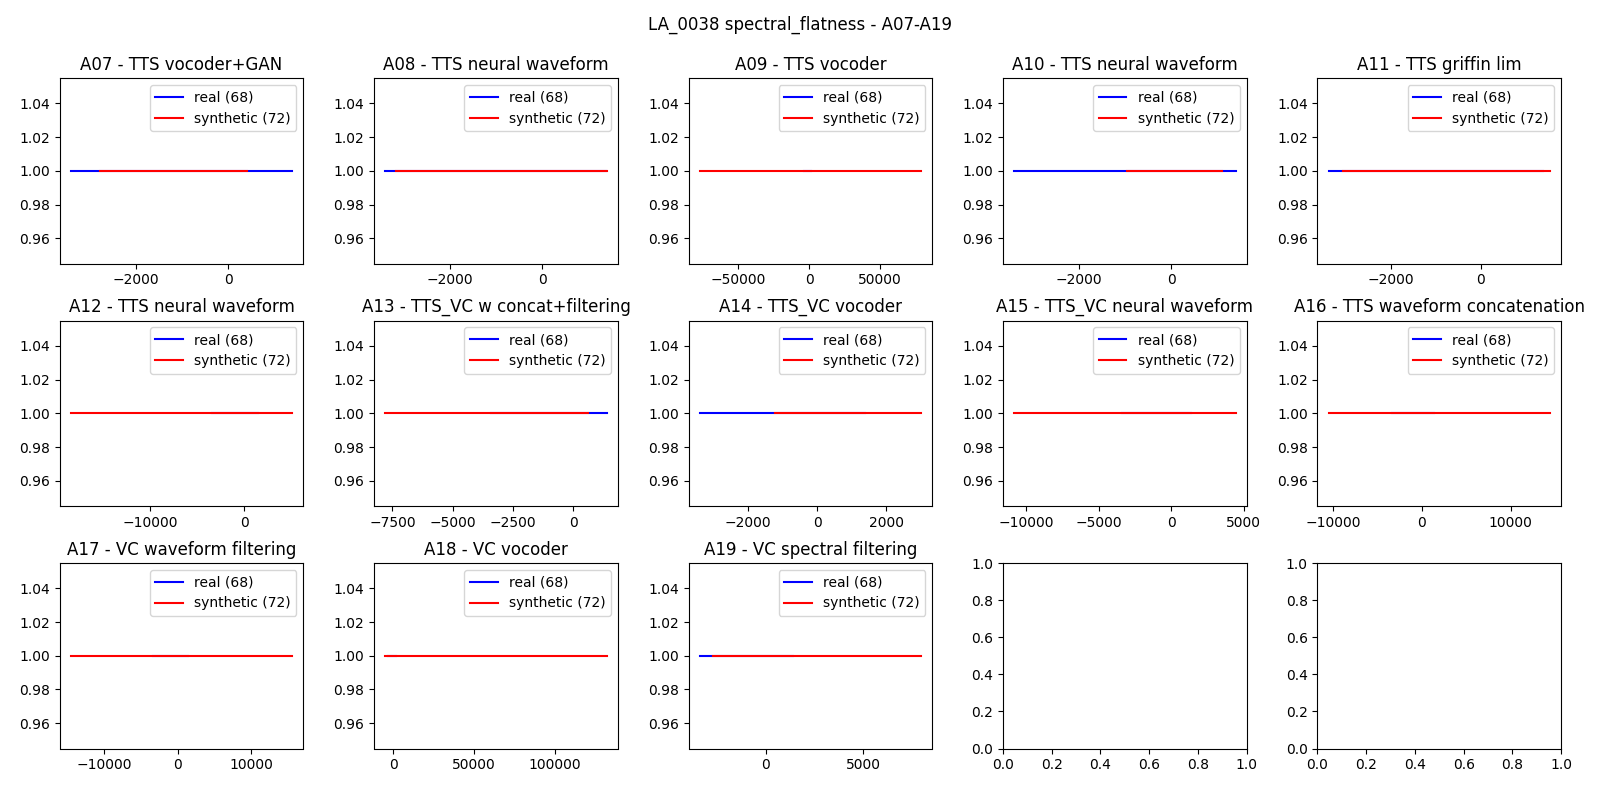 LA_0038 spectral_flatness - A07-A19
A07 - TTS vocoder+GAN
1.04
1.02
1.00
0.98
0.96
real (68)
synthetic (72)
−2000 0
A08 - TTS neural waveform
1.04
1.02
1.00
0.98
0.96
real (68)
synthetic (72)
−2000 0
A09 - TTS vocoder
1.04
1.02
1.00
0.98
0.96
real (68)
synthetic (72)
−50000 0 50000
A10 - TTS neural waveform
1.04
1.02
1.00
0.98
0.96
real (68)
synthetic (72)
−2000 0
A11 - TTS griffin lim
1.04
1.02
1.00
0.98
0.96
real (68)
synthetic (72)
−2000 0
A12 - TTS neural waveform
1.04
1.02
1.00
0.98
0.96
real (68)
synthetic (72)
−10000 0
A13 - TTS_VC w concat+filtering
1.04
1.02
1.00
0.98
0.96
real (68)
synthetic (72)
−7500 −5000 −2500 0
A14 - TTS_VC vocoder
1.04
1.02
1.00
0.98
0.96
real (68)
synthetic (72)
−2000 0 2000
A15 - TTS_VC neural waveform
1.04
1.02
1.00
0.98
0.96
real (68)
synthetic (72)
−10000 −5000 0 5000
A16 - TTS waveform concatenation
1.04
1.02
1.00
0.98
0.96
real (68)
synthetic (72)
−10000 0 10000
A17 - VC waveform filtering
1.04
1.02
1.00
0.98
0.96
real (68)
synthetic (72)
−10000 0 10000
A18 - VC vocoder
1.04
1.02
1.00
0.98
0.96
real (68)
synthetic (72)
0 50000 100000
A19 - VC spectral filtering
1.04
1.02
1.00
0.98
0.96
real (68)
synthetic (72)
0 5000
1.0
0.8
0.6
0.4
0.2
0.0
0.0 0.2 0.4 0.6 0.8 1.0
1.0
0.8
0.6
0.4
0.2
0.0
0.0 0.2 0.4 0.6 0.8 1.0